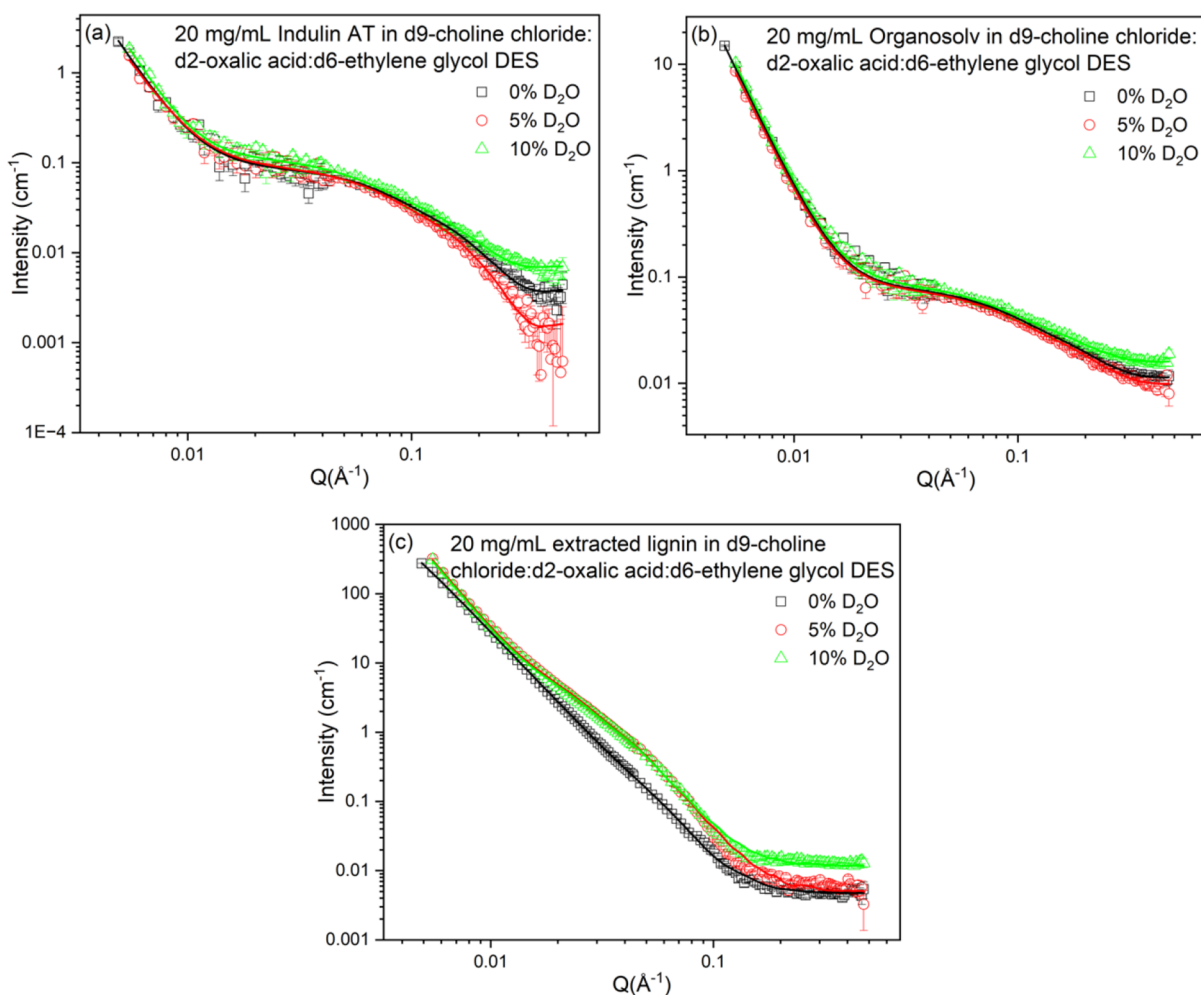 (a) 20 mg/mL Indulin AT in d9-choline chloride:
d2-oxalic acid:d6-ethylene glycol DES
0% D₂O
5% D₂O
10% D₂O
1
0.1
0.01
0.001
1E−4
Intensity (cm⁻¹)
0.01 0.1
Q(Å⁻¹)
(b) 20 mg/mL Organosolv in d9-choline chloride:
d2-oxalic acid:d6-ethylene glycol DES
0% D₂O
5% D₂O
10% D₂O
10
1
0.1
0.01
Intensity (cm⁻¹)
0.01 0.1
Q(Å⁻¹)
(c) 20 mg/mL extracted lignin in d9-choline
chloride:d2-oxalic acid:d6-ethylene glycol DES
0% D₂O
5% D₂O
10% D₂O
1000
100
10
1
0.1
0.01
0.001
Intensity (cm⁻¹)
0.01 0.1
Q(Å⁻¹)